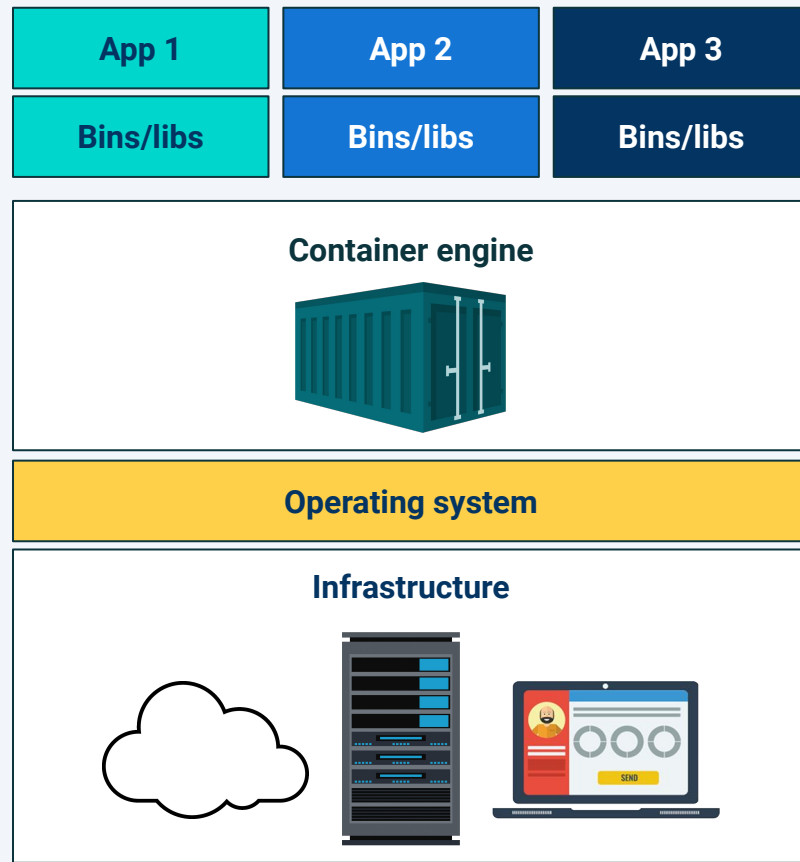 App 1
App 2
App 3
Bins/libs
Bins/libs
Bins/libs
Container engine
Operating system
Infrastructure
SEND